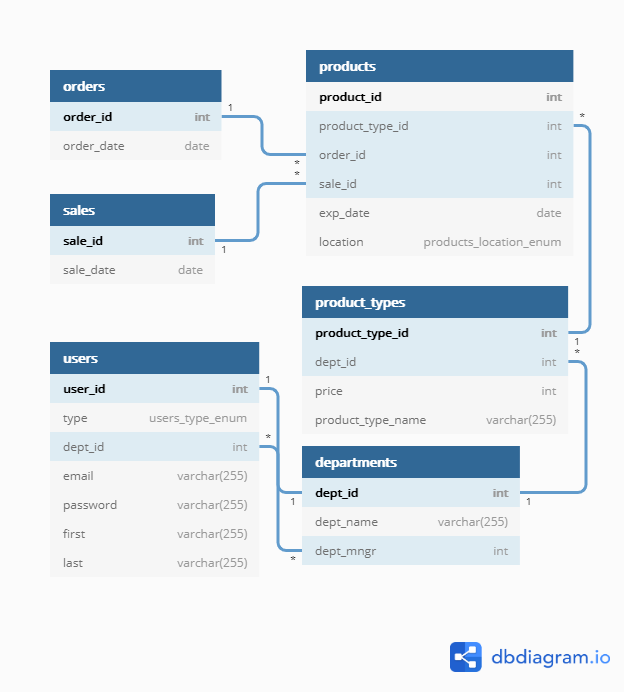 orders
order_id int
order_date date
1
*
products
product_id int
product_type_id int
order_id int
sale_id int
exp_date date
location products_location_enum
*
*
sales
sale_id int
sale_date date
1
product_types
product_type_id int
dept_id int
price int
product_type_name varchar(255)
1
*
users
user_id int
type users_type_enum
dept_id int
email varchar(255)
password varchar(255)
first varchar(255)
last varchar(255)
1
*
departments
dept_id int
dept_name varchar(255)
dept_mngr int
1
1
*
dbdiagram.io